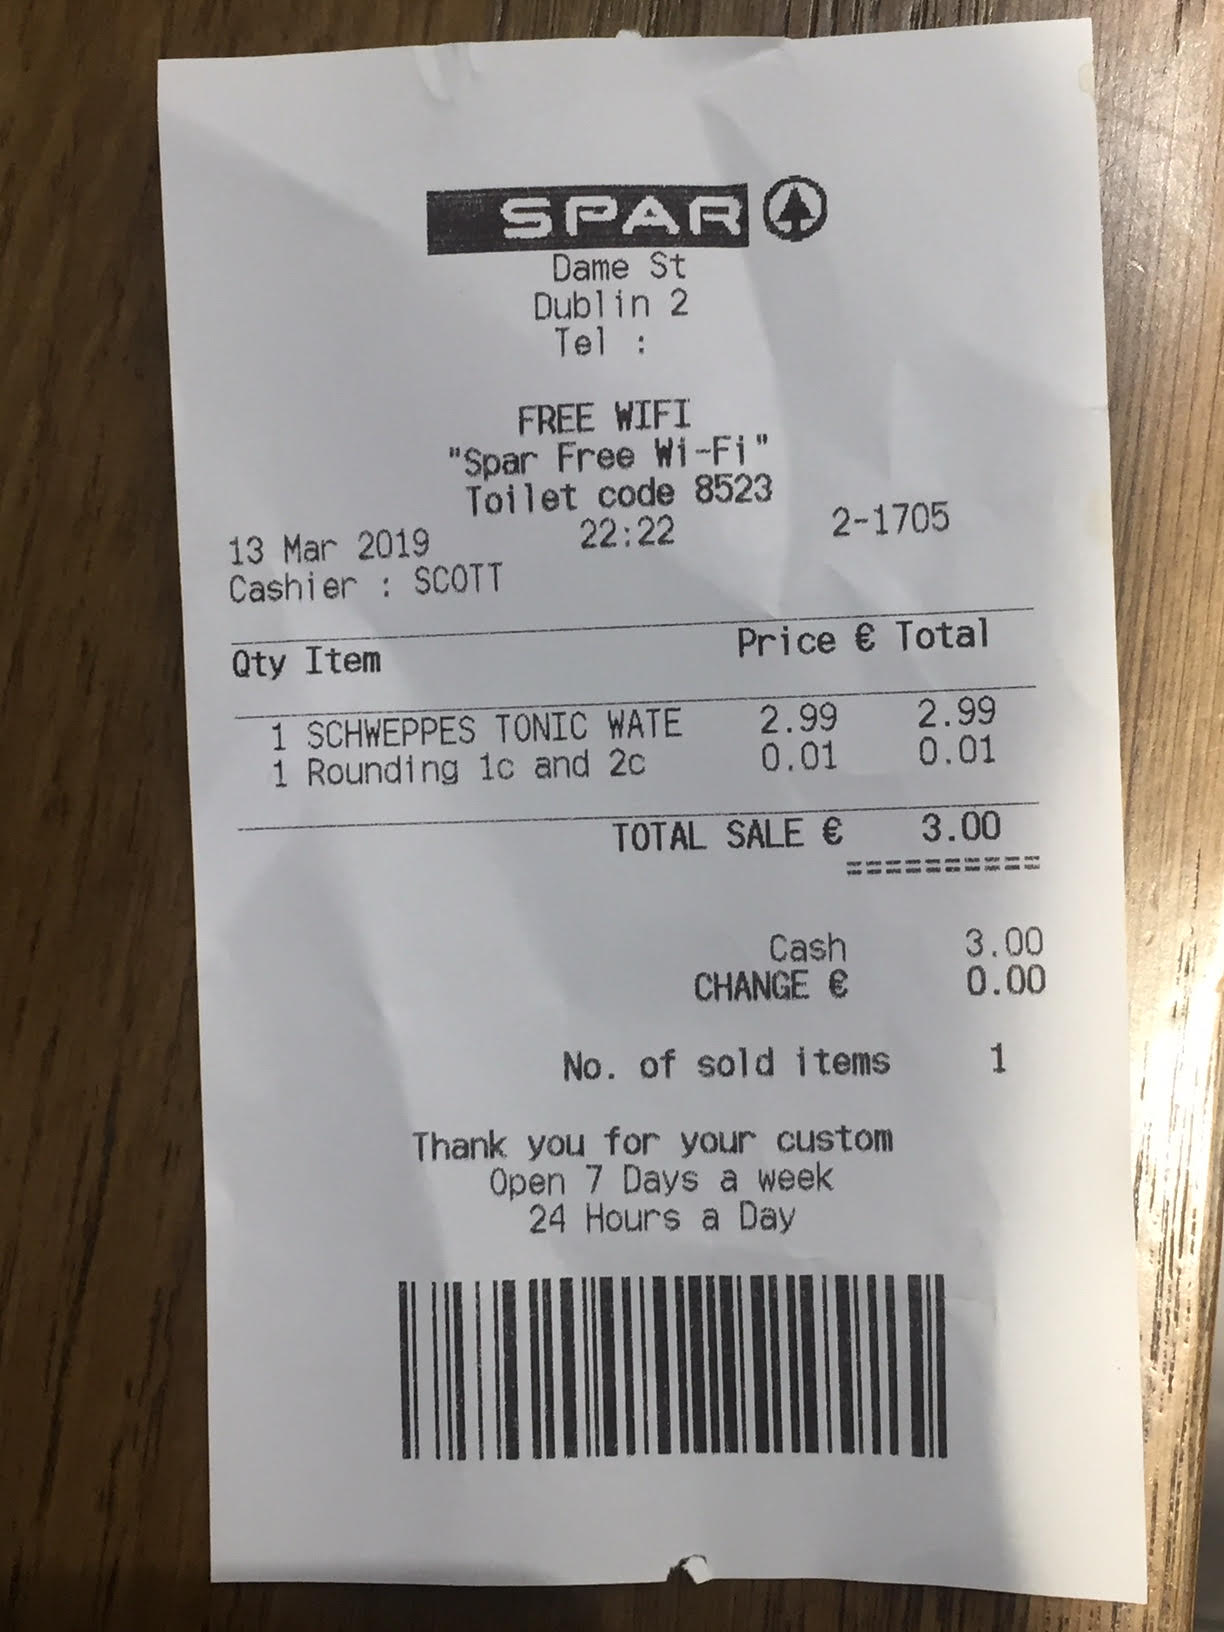 SPAR
Dame St
Dublin 2
Tel :
FREE WIFI
"Spar Free Wi-Fi"
Toilet code 8523
13 Mar 2019 22:22 2-1705
Cashier : SCOTT
Qty Item Price € Total
1 SCHWEPPES TONIC WATE 2.99 2.99
1 Rounding 1c and 2c 0.01 0.01
TOTAL SALE € 3.00
==========
Cash 3.00
CHANGE € 0.00
No. of sold items 1
Thank you for your custom
Open 7 Days a week
24 Hours a Day